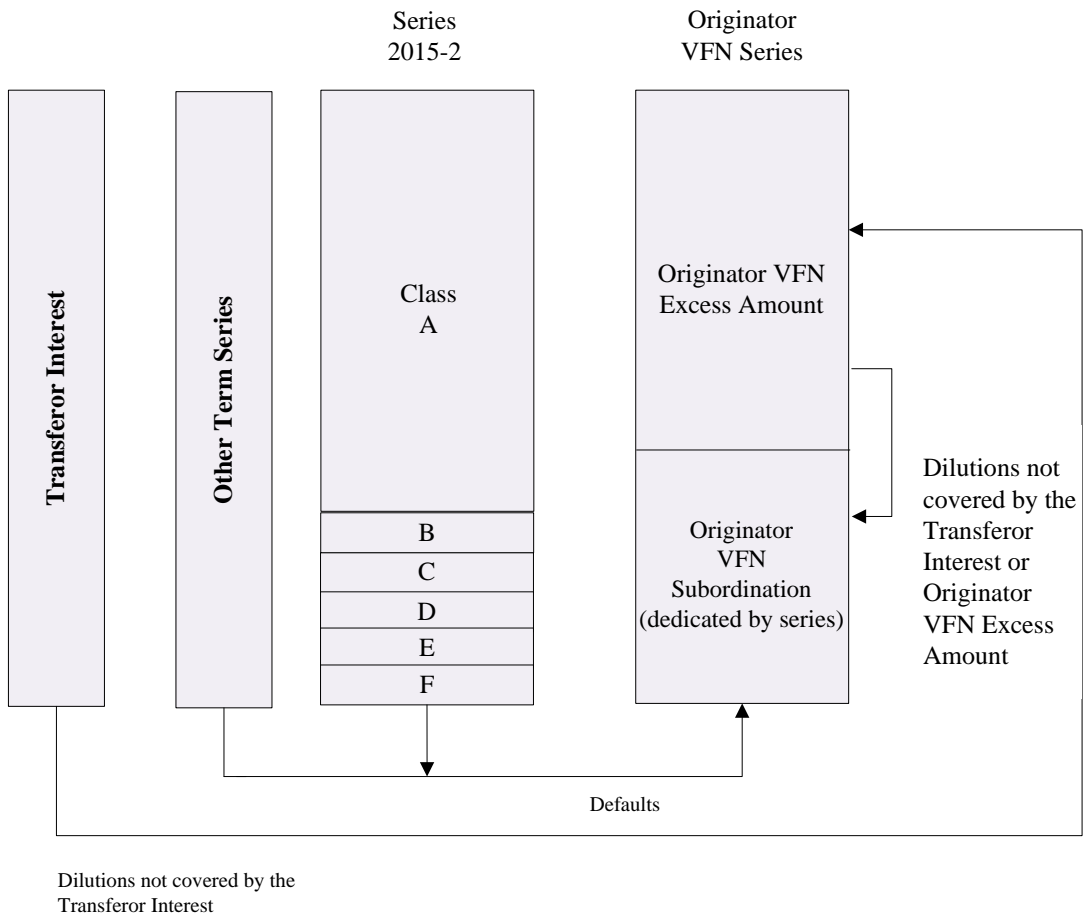 Series
2015-2
Originator
VFN Series
Transferor Interest
Other Term Series
Class
A
B
C
D
E
F
Originator VFN
Excess Amount
Originator
VFN
Subordination
(dedicated by series)
Dilutions not
covered by the
Transferor
Interest or
Originator
VFN Excess
Amount
Defaults
Dilutions not covered by the
Transferor Interest